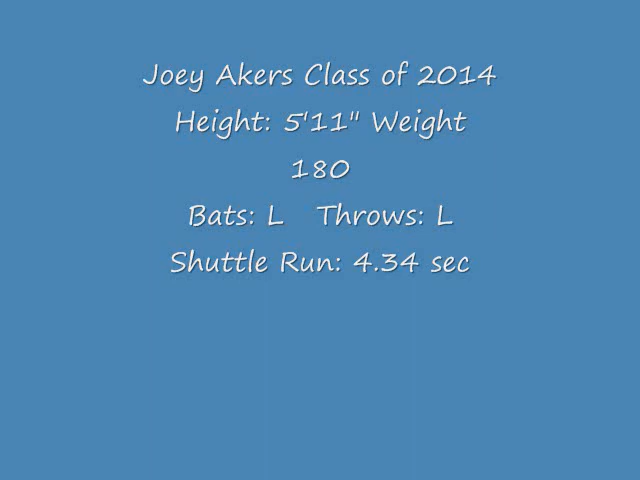 Joey Akers Class of 2014
Height: 5'11" Weight
180
Bats: L Throws: L
Shuttle Run: 4.34 sec